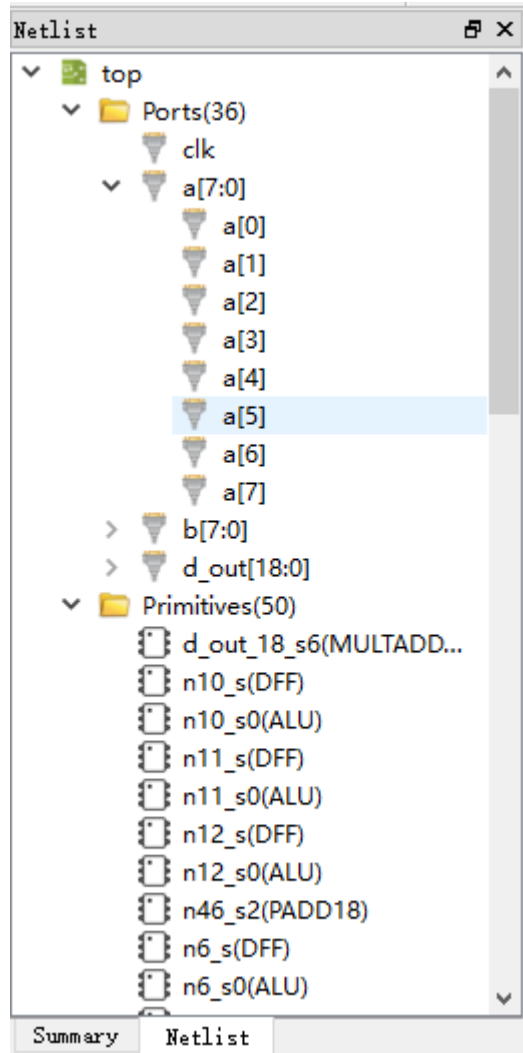 Netlist
top
Ports(36)
clk
a[7:0]
a[0]
a[1]
a[2]
a[3]
a[4]
a[5]
a[6]
a[7]
b[7:0]
d_out[18:0]
Primitives(50)
d_out_18_s6(MULTADD...
n10_s(DFF)
n10_s0(ALU)
n11_s(DFF)
n11_s0(ALU)
n12_s(DFF)
n12_s0(ALU)
n46_s2(PADD18)
n6_s(DFF)
n6_s0(ALU)
Summary Netlist